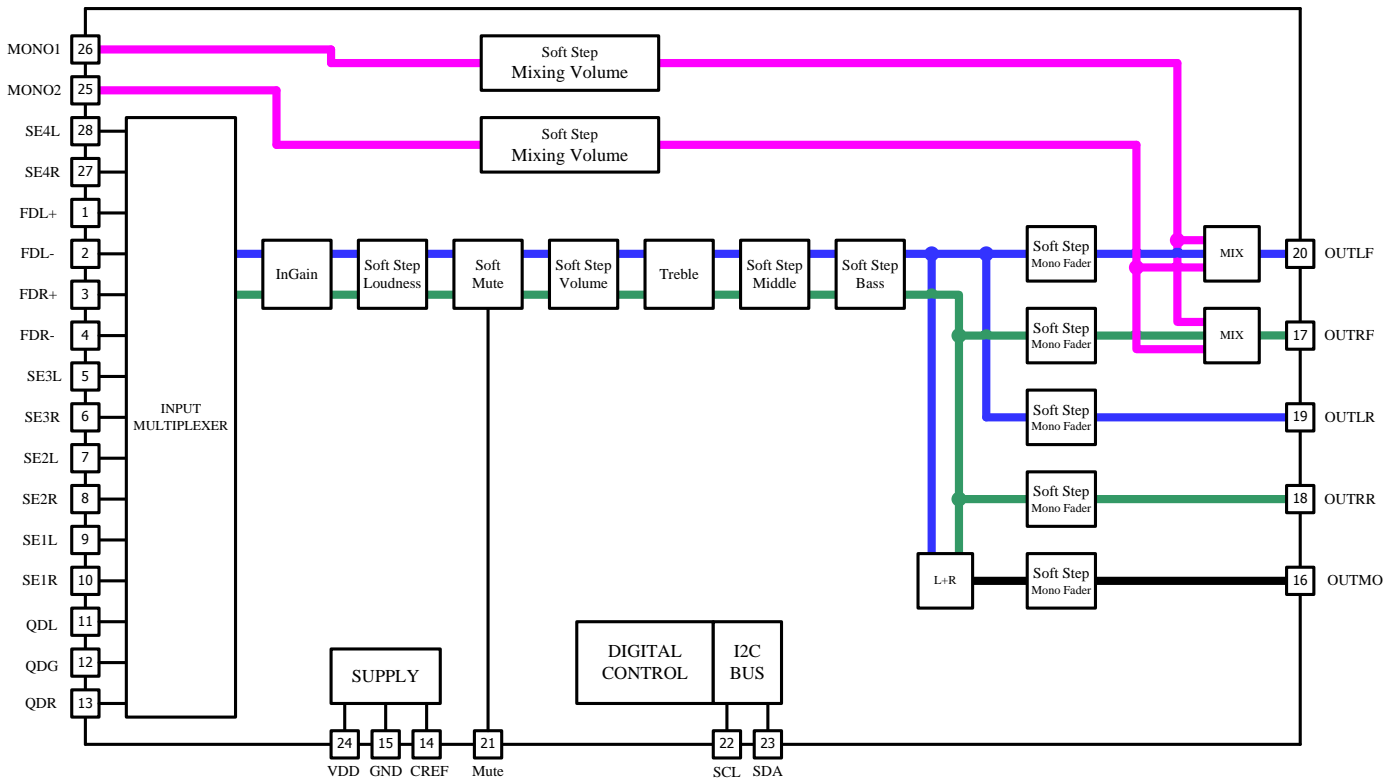 MONO1
26
Soft Step
Mixing Volume
MONO2
25
SE4L
28
Soft Step
Mixing Volume
SE4R
27
FDL+
1
FDL-
2
InGain
Soft Step
Loudness
Soft
Mute
Soft Step
Volume
Treble
Soft Step
Middle
Soft Step
Bass
Soft Step
Mono Fader
MIX
20
OUTLF
FDR+
3
FDR-
4
Soft Step
Mono Fader
MIX
17
OUTRF
SE3L
5
SE3R
6
INPUT
MULTIPLEXER
Soft Step
Mono Fader
19
OUTLR
SE2L
7
SE2R
8
Soft Step
Mono Fader
18
OUTRR
SE1L
9
SE1R
10
L+R
Soft Step
Mono Fader
16
OUTMO
QDL
11
QDG
12
QDR
13
SUPPLY
DIGITAL
CONTROL
I2C
BUS
24
15
14
21
22
23
VDD
GND
CREF
Mute
SCL
SDA